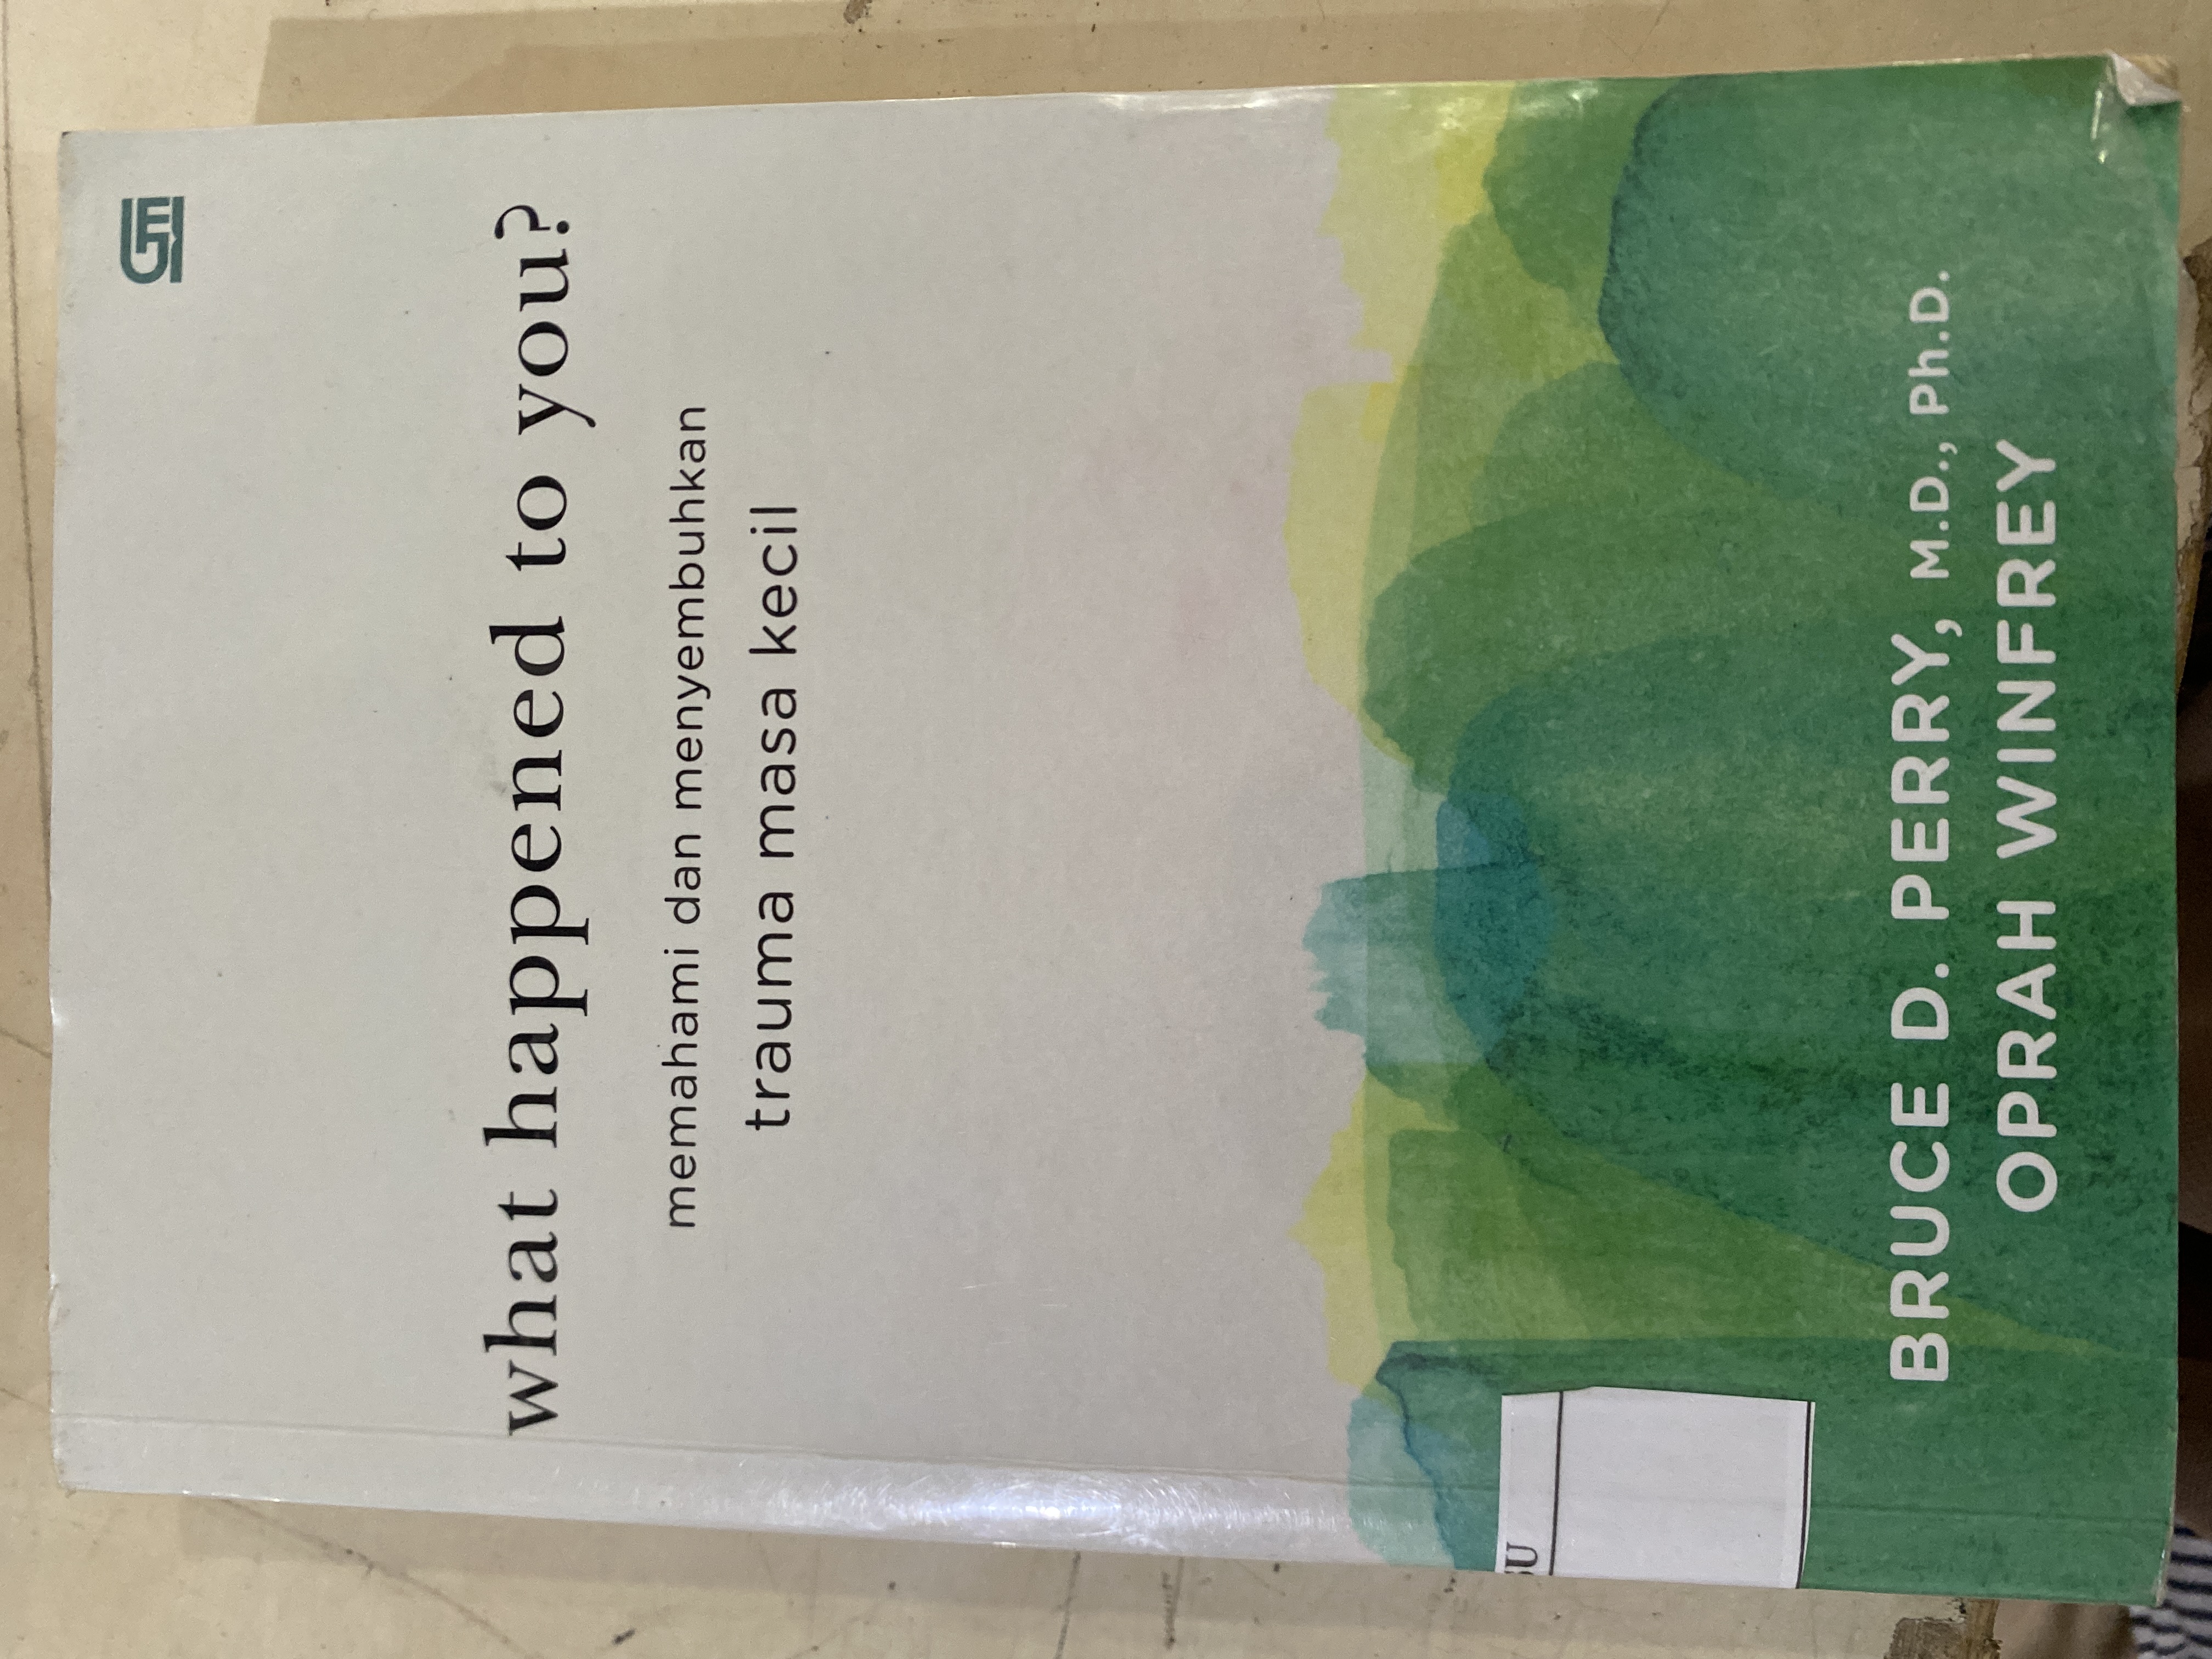 what happened to you?
memahami dan menyembuhkan
trauma masa kecil
BRUCE D. PERRY, M.D., Ph.D.
OPRAH WINFREY